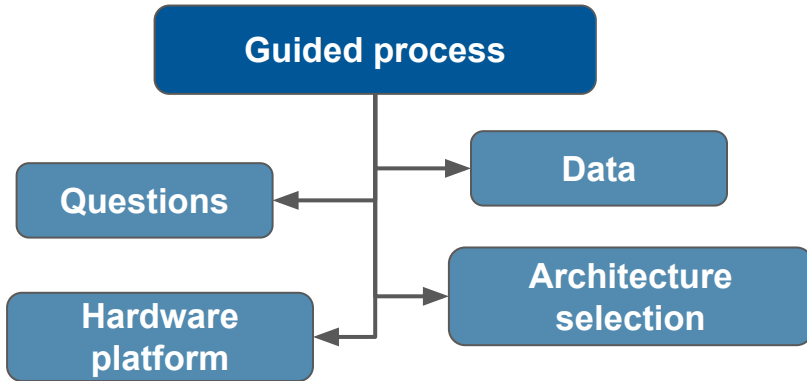 Guided process
Data
Questions
Architecture
selection
Hardware
platform